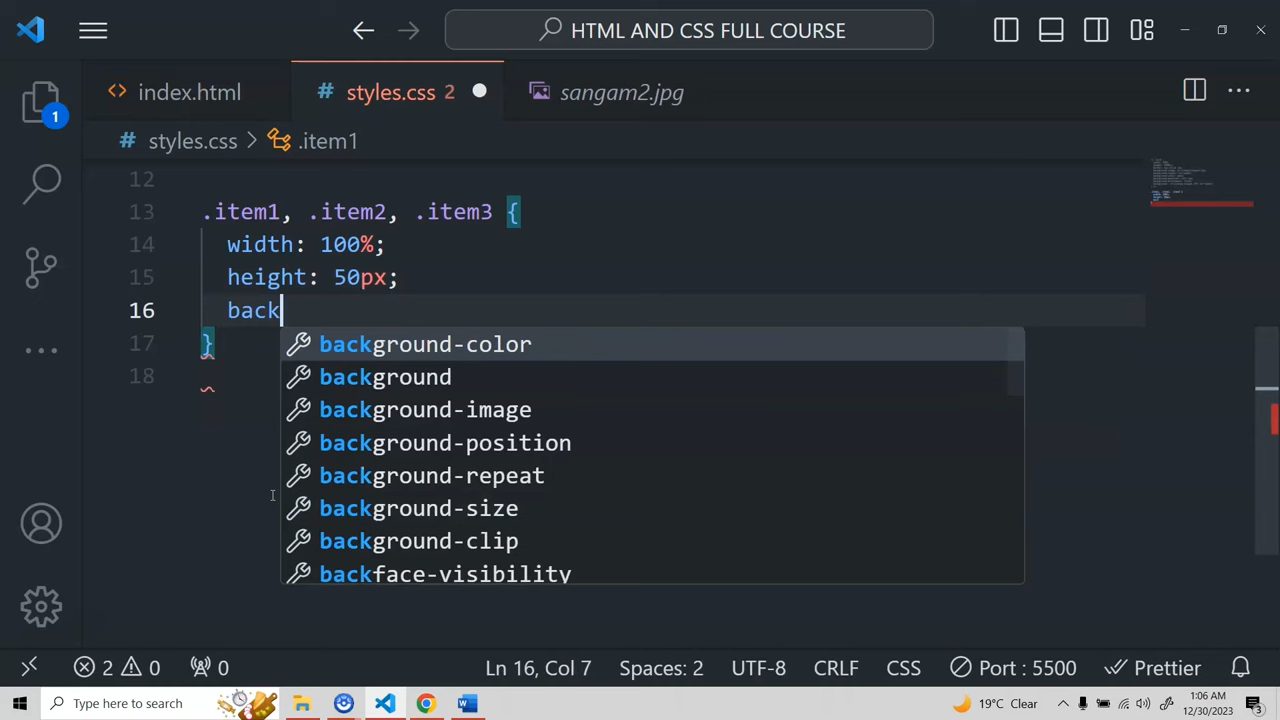 HTML AND CSS FULL COURSE
index.html
styles.css 2
sangam2.jpg
styles.css
.item1
12
13 .item1, .item2, .item3 {
14 width: 100%;
15 height: 50px;
16 back
17 }
18
background-color
background
background-image
background-position
background-repeat
background-size
background-clip
backface-visibility
1
2 0 0 Ln 16, Col 7 Spaces: 2 UTF-8 CRLF CSS Port : 5500 Prettier
Type here to search 19°C Clear 1:06 AM
12/30/2023 3